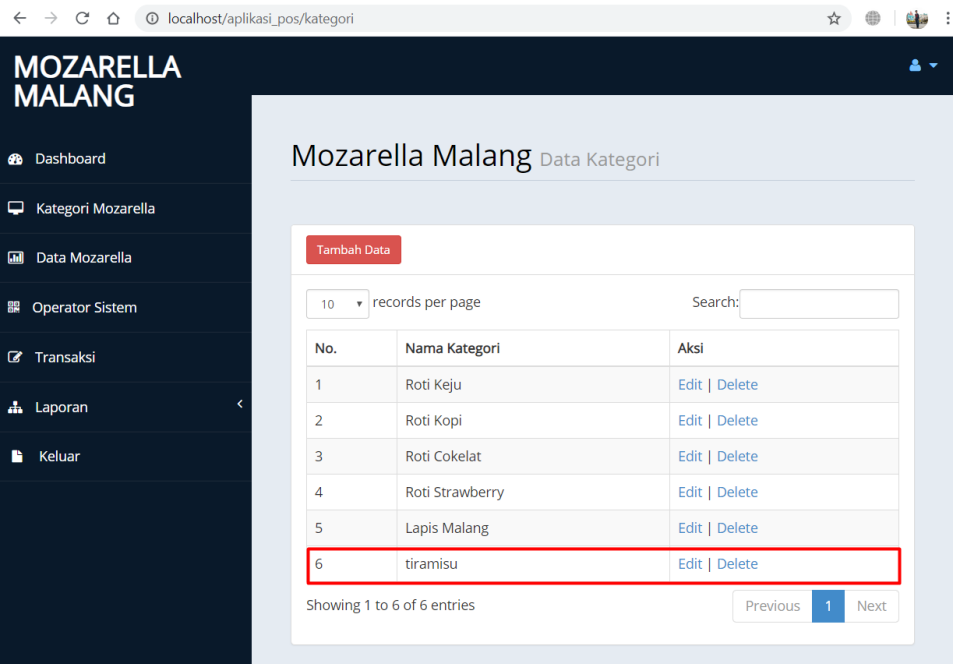 localhost/aplikasi_pos/kategori
MOZARELLA
MALANG
Dashboard
Kategori Mozarella
Data Mozarella
Operator Sistem
Transaksi
Laporan
Keluar
Mozarella Malang Data Kategori
Tambah Data
10 records per page Search:
No. Nama Kategori Aksi
1 Roti Keju Edit | Delete
2 Roti Kopi Edit | Delete
3 Roti Cokelat Edit | Delete
4 Roti Strawberry Edit | Delete
5 Lapis Malang Edit | Delete
6 tiramisu Edit | Delete
Showing 1 to 6 of 6 entries Previous 1 Next